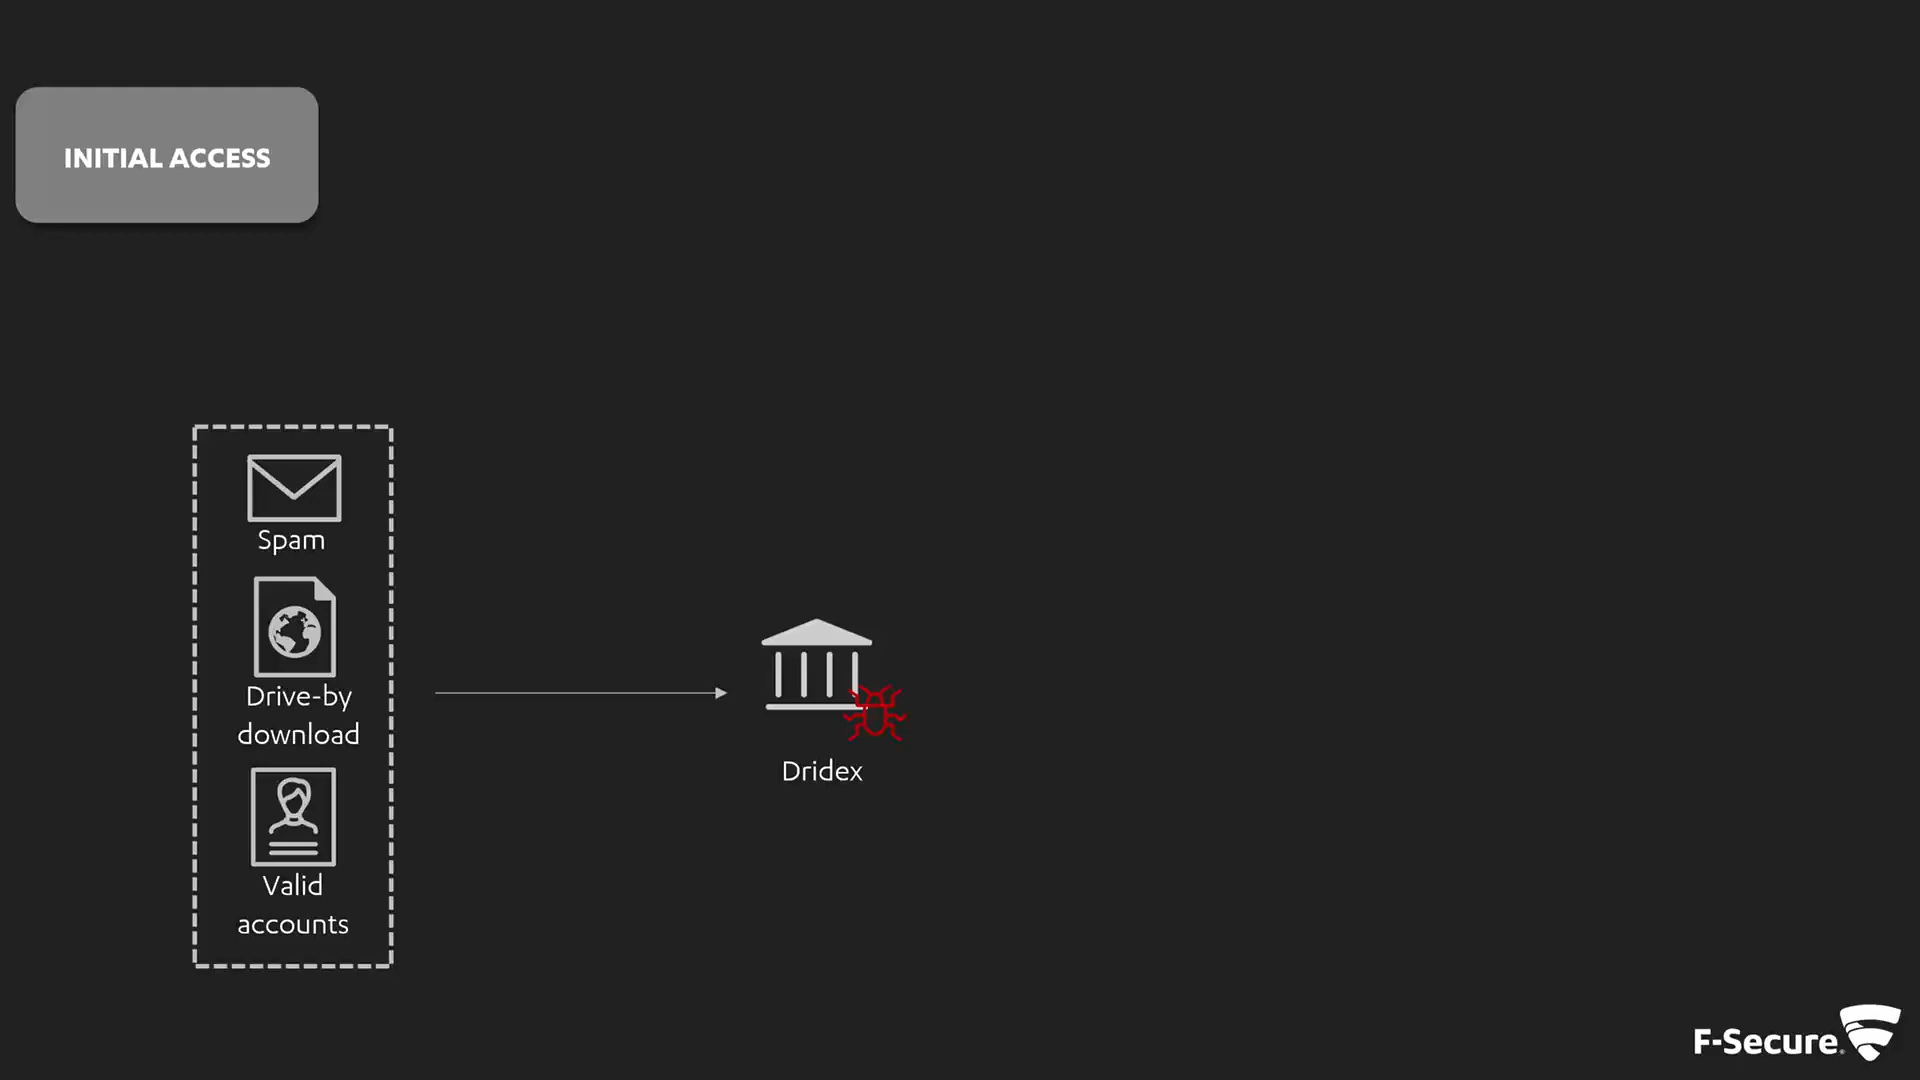 INITIAL ACCESS
Spam
Drive-by
download
Valid
accounts
Dridex
F-Secure